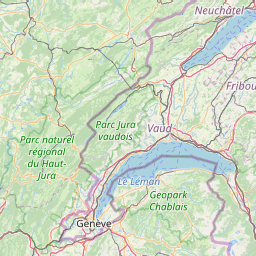 Neuchâtel
Fribou
Parc Jura
vaudois
Vaud
Parc naturel
régional
du Haut-
Jura
Le Léman
Geopark
Chablais
Genève